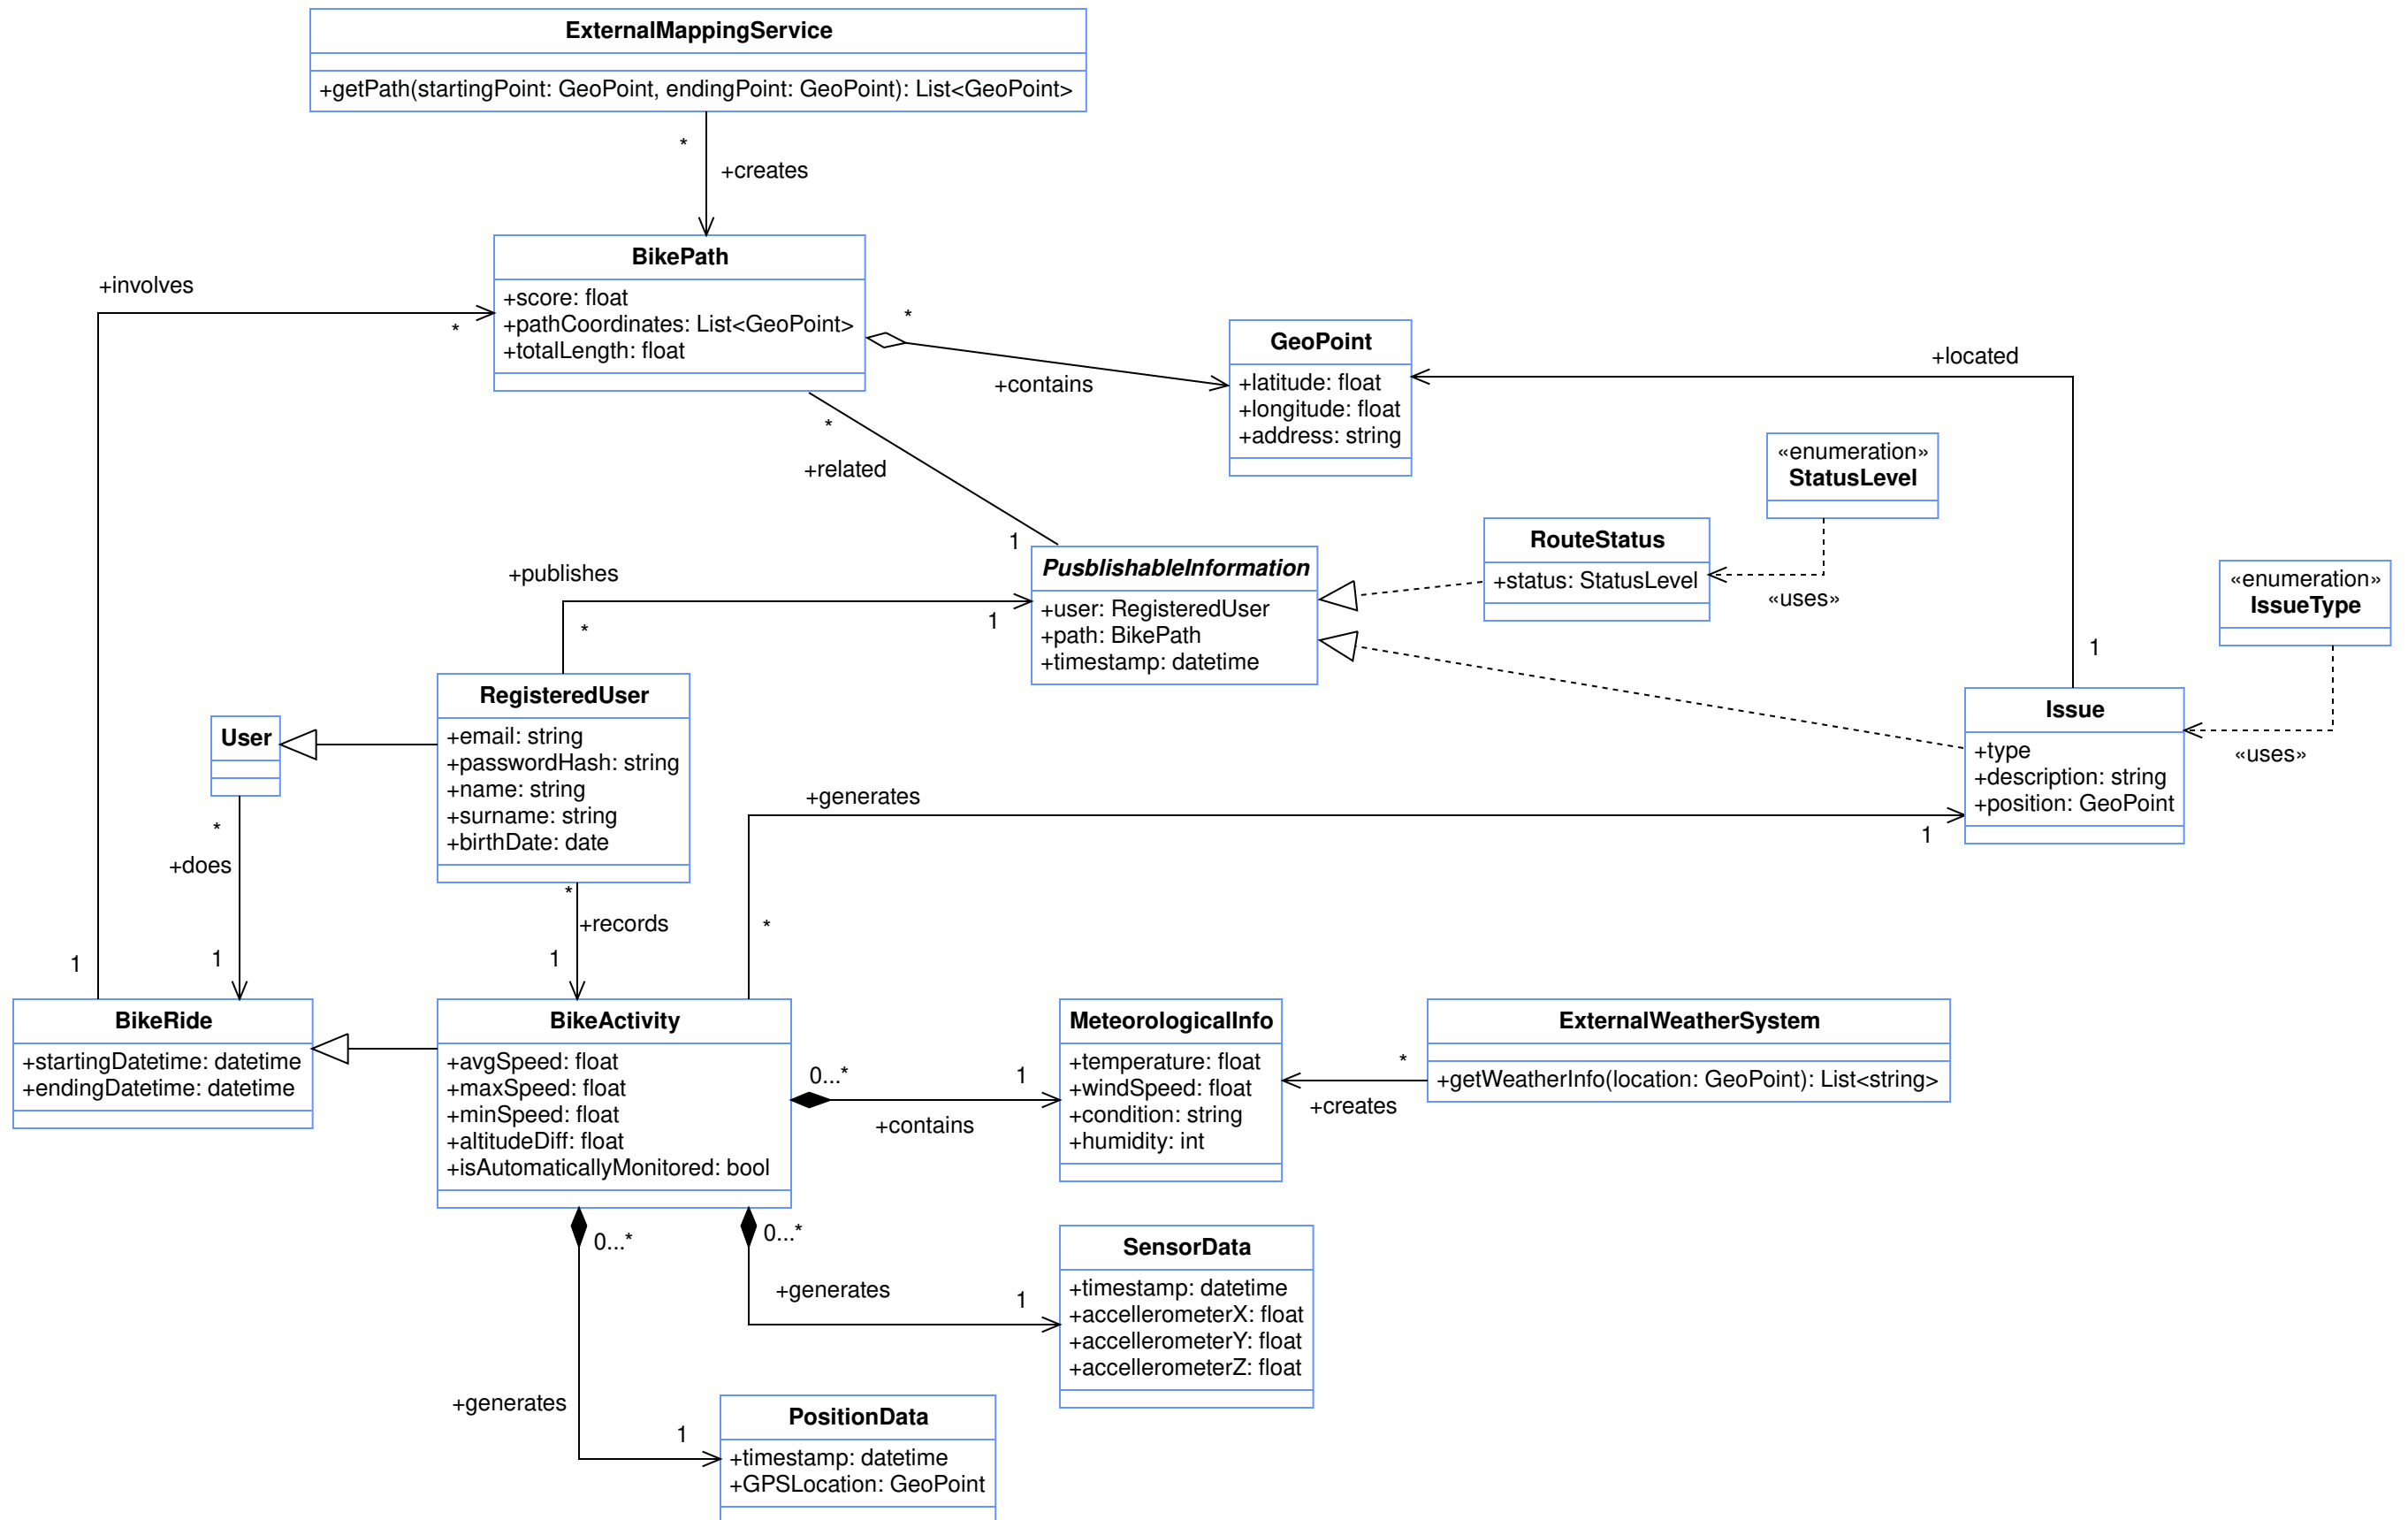 ExternalMappingService
+getPath(startingPoint: GeoPoint, endingPoint: GeoPoint): List<GeoPoint>
*
+creates
BikePath
+score: float
+pathCoordinates: List<GeoPoint>
+totalLength: float
+involves
*
*
+contains
GeoPoint
+latitude: float
+longitude: float
+address: string
+located
1
*
+related
1
«enumeration»
StatusLevel
«uses»
RouteStatus
+status: StatusLevel
«enumeration»
IssueType
«uses»
PusblishableInformation
+user: RegisteredUser
+path: BikePath
+timestamp: datetime
+publishes
*
1
RegisteredUser
+email: string
+passwordHash: string
+name: string
+surname: string
+birthDate: date
User
*
+does
1
1
*
+records
1
Issue
+type
+description: string
+position: GeoPoint
+generates
1
*
BikeRide
+startingDatetime: datetime
+endingDatetime: datetime
BikeActivity
+avgSpeed: float
+maxSpeed: float
+minSpeed: float
+altitudeDiff: float
+isAutomaticallyMonitored: bool
0...*
1
+contains
MeteorologicalInfo
+temperature: float
+windSpeed: float
+condition: string
+humidity: int
*
+creates
ExternalWeatherSystem
+getWeatherInfo(location: GeoPoint): List<string>
0...*
0...*
+generates
1
SensorData
+timestamp: datetime
+accellerometerX: float
+accellerometerY: float
+accellerometerZ: float
+generates
1
PositionData
+timestamp: datetime
+GPSLocation: GeoPoint